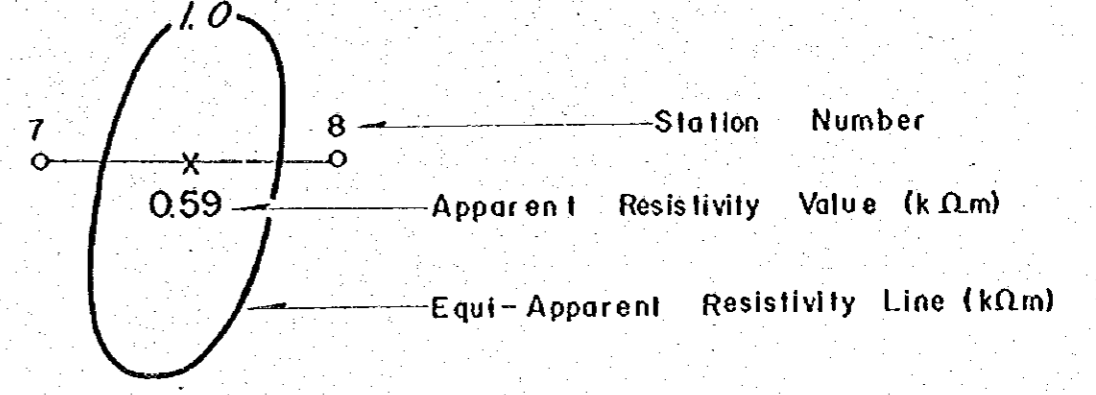 1.0
7
8
Station Number
0.59
Apparent Resistivity Value (kΩm)
Equi-Apparent Resistivity Line (kΩm)